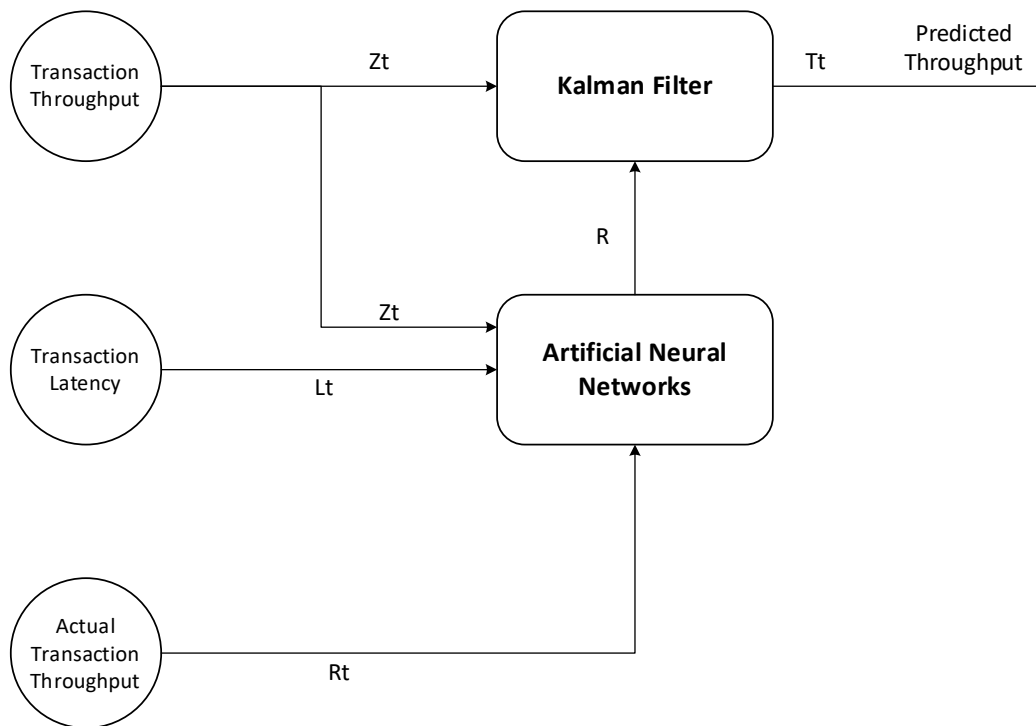 Transaction
Throughput
Zt
Kalman Filter
Tt
Predicted
Throughput
R
Zt
Transaction
Latency
Lt
Artificial Neural
Networks
Actual
Transaction
Throughput
Rt